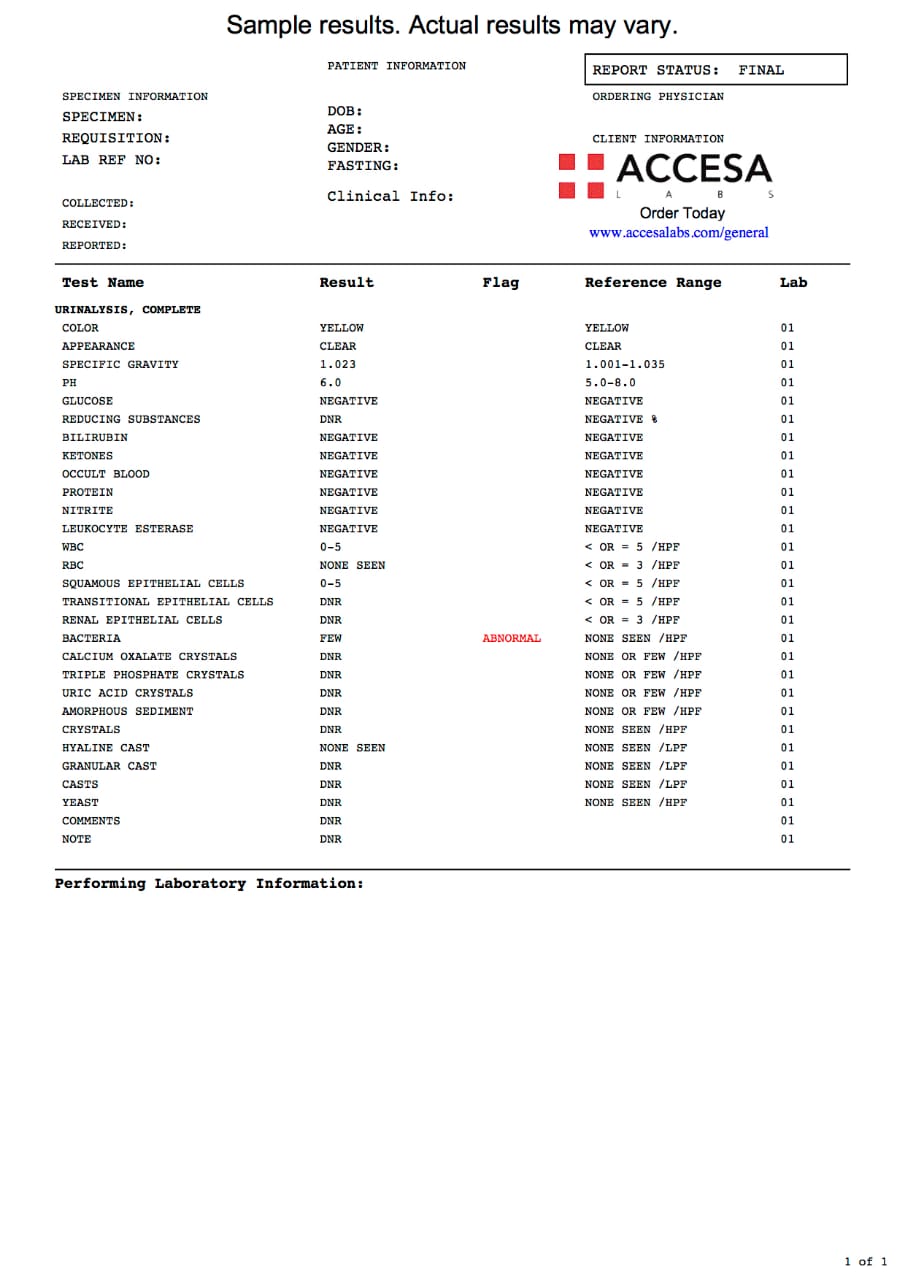 Sample results. Actual results may vary.
PATIENT INFORMATION
REPORT STATUS: FINAL
SPECIMEN INFORMATION
ORDERING PHYSICIAN
SPECIMEN:
DOB:
REQUISITION:
AGE:
CLIENT INFORMATION
GENDER:
LAB REF NO:
FASTING:
ACCESA
LABS
Clinical Info:
COLLECTED:
Order Today
RECEIVED:
www.accesalabs.com/general
REPORTED:
Test Name Result Flag Reference Range Lab
URINALYSIS, COMPLETE
COLOR YELLOW YELLOW 01
APPEARANCE CLEAR CLEAR 01
SPECIFIC GRAVITY 1.023 1.001-1.035 01
PH 6.0 5.0-8.0 01
GLUCOSE NEGATIVE NEGATIVE 01
REDUCING SUBSTANCES DNR NEGATIVE % 01
BILIRUBIN NEGATIVE NEGATIVE 01
KETONES NEGATIVE NEGATIVE 01
OCCULT BLOOD NEGATIVE NEGATIVE 01
PROTEIN NEGATIVE NEGATIVE 01
NITRITE NEGATIVE NEGATIVE 01
LEUKOCYTE ESTERASE NEGATIVE NEGATIVE 01
WBC 0-5 < OR = 5 /HPF 01
RBC NONE SEEN < OR = 3 /HPF 01
SQUAMOUS EPITHELIAL CELLS 0-5 < OR = 5 /HPF 01
TRANSITIONAL EPITHELIAL CELLS DNR < OR = 5 /HPF 01
RENAL EPITHELIAL CELLS DNR < OR = 3 /HPF 01
BACTERIA FEW ABNORMAL NONE SEEN /HPF 01
CALCIUM OXALATE CRYSTALS DNR NONE OR FEW /HPF 01
TRIPLE PHOSPHATE CRYSTALS DNR NONE OR FEW /HPF 01
URIC ACID CRYSTALS DNR NONE OR FEW /HPF 01
AMORPHOUS SEDIMENT DNR NONE OR FEW /HPF 01
CRYSTALS DNR NONE SEEN /HPF 01
HYALINE CAST NONE SEEN NONE SEEN /LPF 01
GRANULAR CAST DNR NONE SEEN /LPF 01
CASTS DNR NONE SEEN /LPF 01
YEAST DNR NONE SEEN /HPF 01
COMMENTS DNR 01
NOTE DNR 01
Performing Laboratory Information:
1 of 1